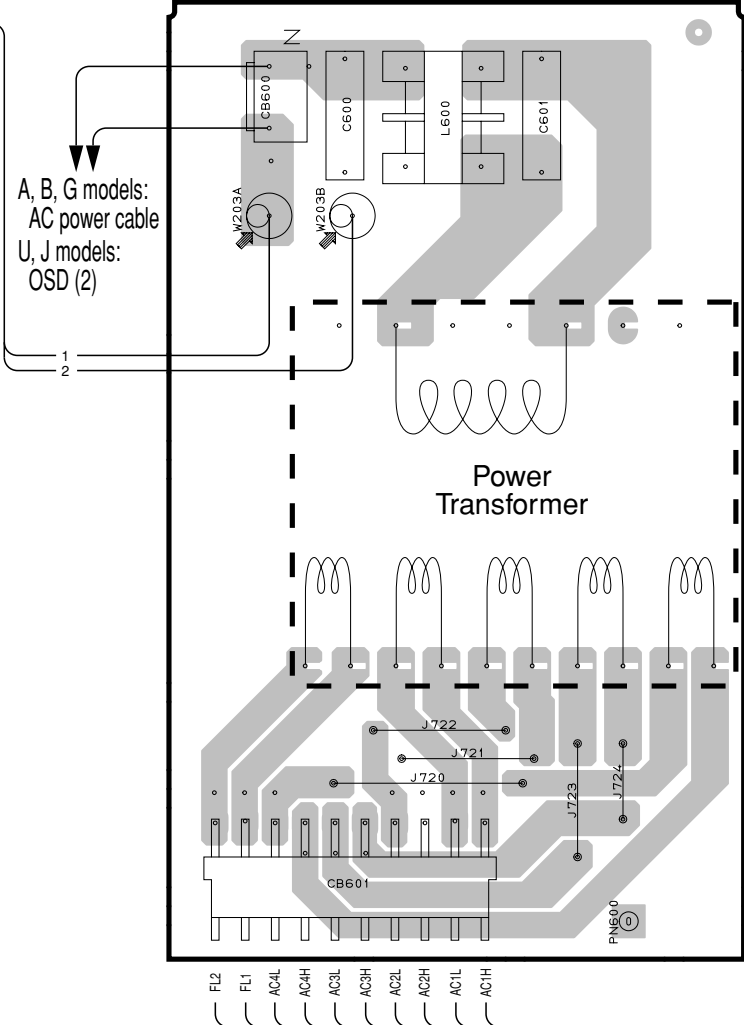 Z
CB600
C600
L600
C601
A, B, G models:
AC power cable
U, J models:
OSD (2)
W203A
W203B
1
2
Power
Transformer
J722
J721
J720
J723
J724
CB601
PN600
FL2
FL1
AC4L
AC4H
AC3L
AC3H
AC2L
AC2H
AC1L
AC1H